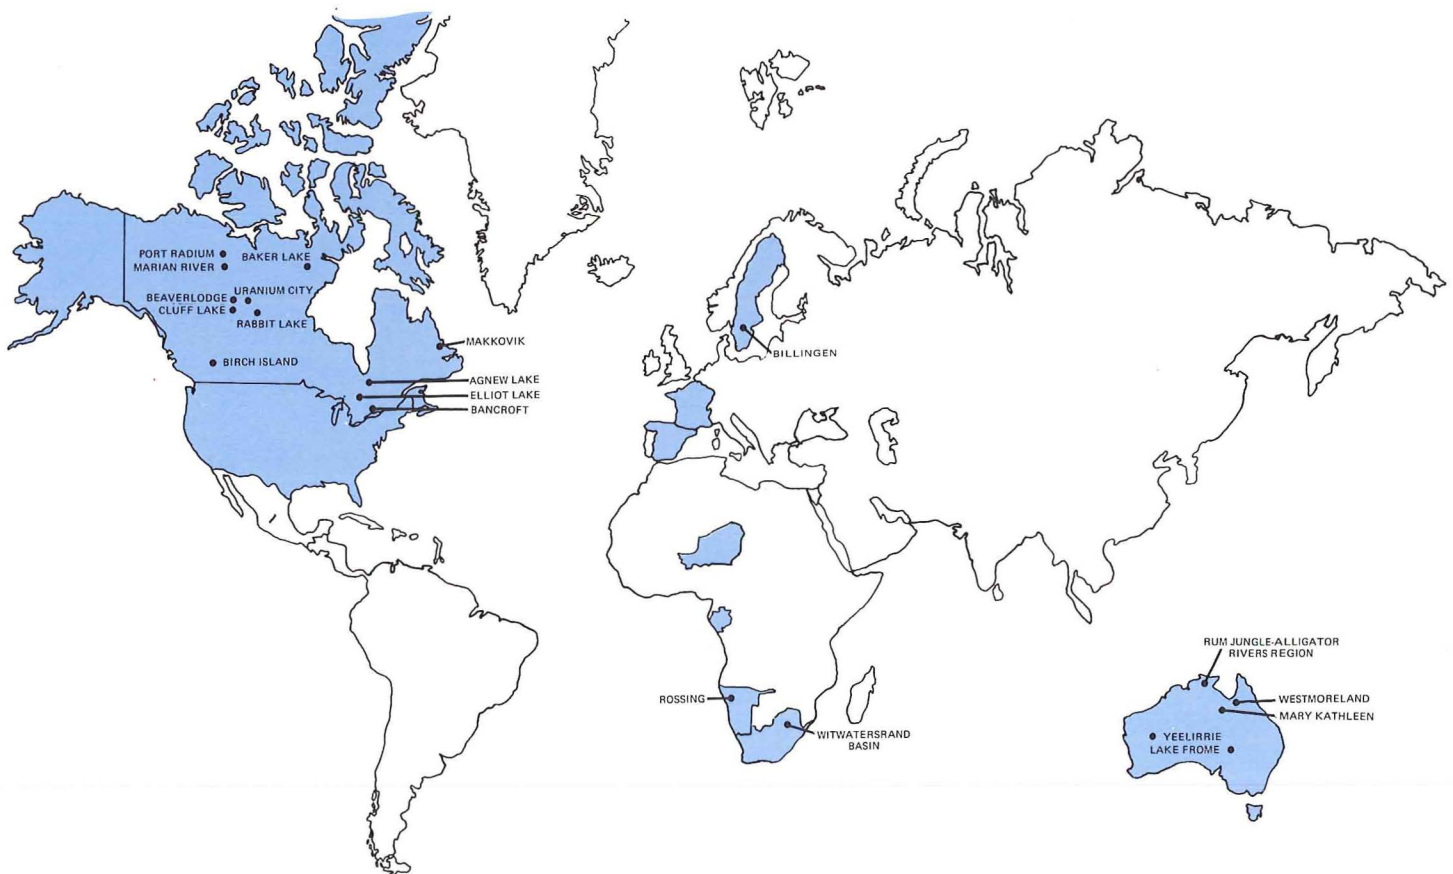 PORT RADIUM
MARIAN RIVER
BAKER LAKE
BEAVERLODGE
URANIUM CITY
CLUFF LAKE
RABBIT LAKE
BIRCH ISLAND
MAKKOVIK
AGNEW LAKE
ELLIOT LAKE
BANCROFT
BILLINGEN
ROSSING
WITWATERSRAND
BASIN
RUM JUNGLE-ALLIGATOR
RIVERS REGION
WESTMORELAND
MARY KATHLEEN
YEELIRRIE
LAKE FROME